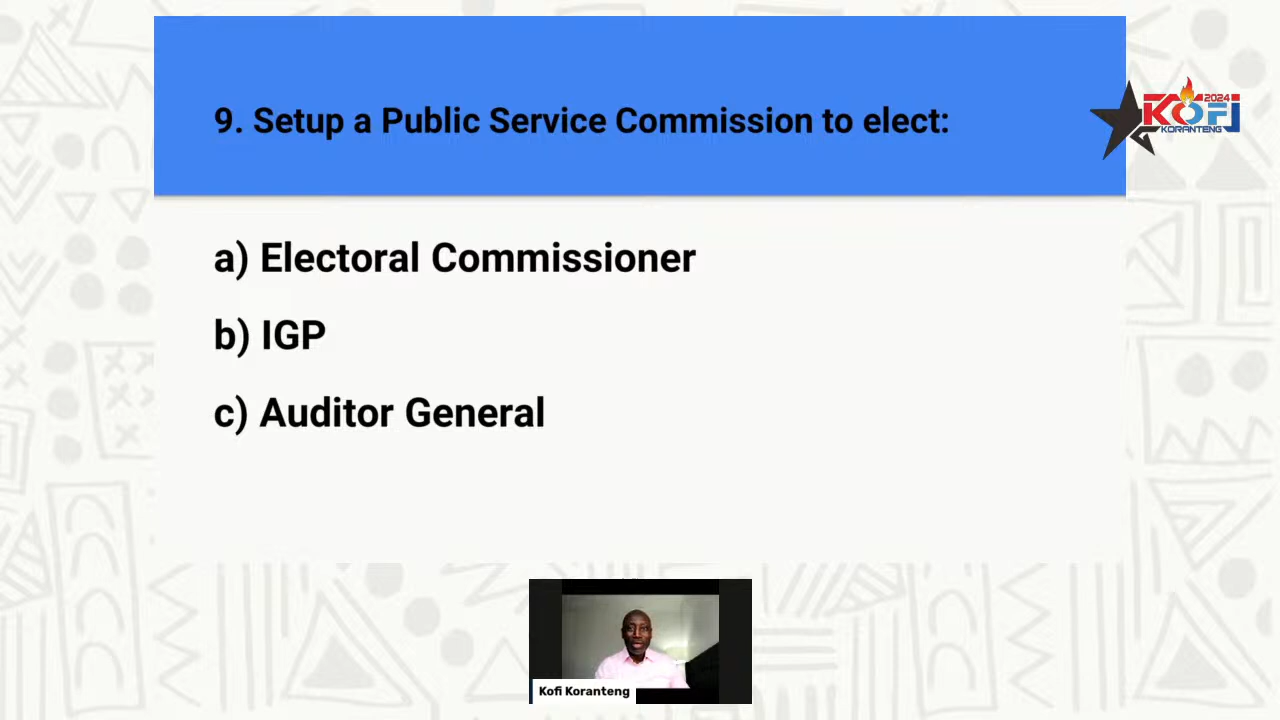 9. Setup a Public Service Commission to elect:
2024
KOFI
KORANTENG
a) Electoral Commissioner
b) IGP
c) Auditor General
Kofi Koranteng